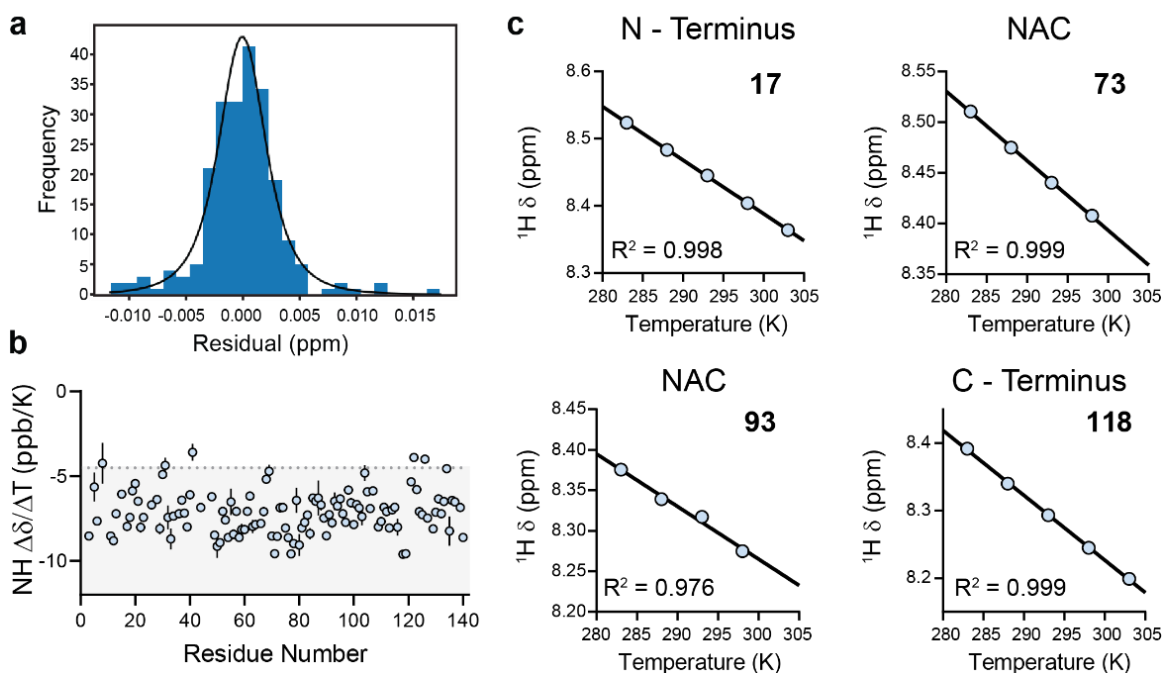 a
Frequency
40
35
30
25
20
15
10
5
0
-0.010 -0.005 0.000 0.005 0.010 0.015
Residual (ppm)
b
NH Δδ/ΔT (ppb/K)
0
-5
-10
0 20 40 60 80 100 120 140
Residue Number
c
N - Terminus
17
¹H δ (ppm)
8.6
8.5
8.4
8.3
R² = 0.998
280 285 290 295 300 305
Temperature (K)
NAC
73
¹H δ (ppm)
8.55
8.50
8.45
8.40
8.35
R² = 0.999
280 285 290 295 300 305
Temperature (K)
NAC
93
¹H δ (ppm)
8.45
8.40
8.35
8.30
8.25
8.20
R² = 0.976
280 285 290 295 300 305
Temperature (K)
C - Terminus
118
¹H δ (ppm)
8.4
8.3
8.2
R² = 0.999
280 285 290 295 300 305
Temperature (K)